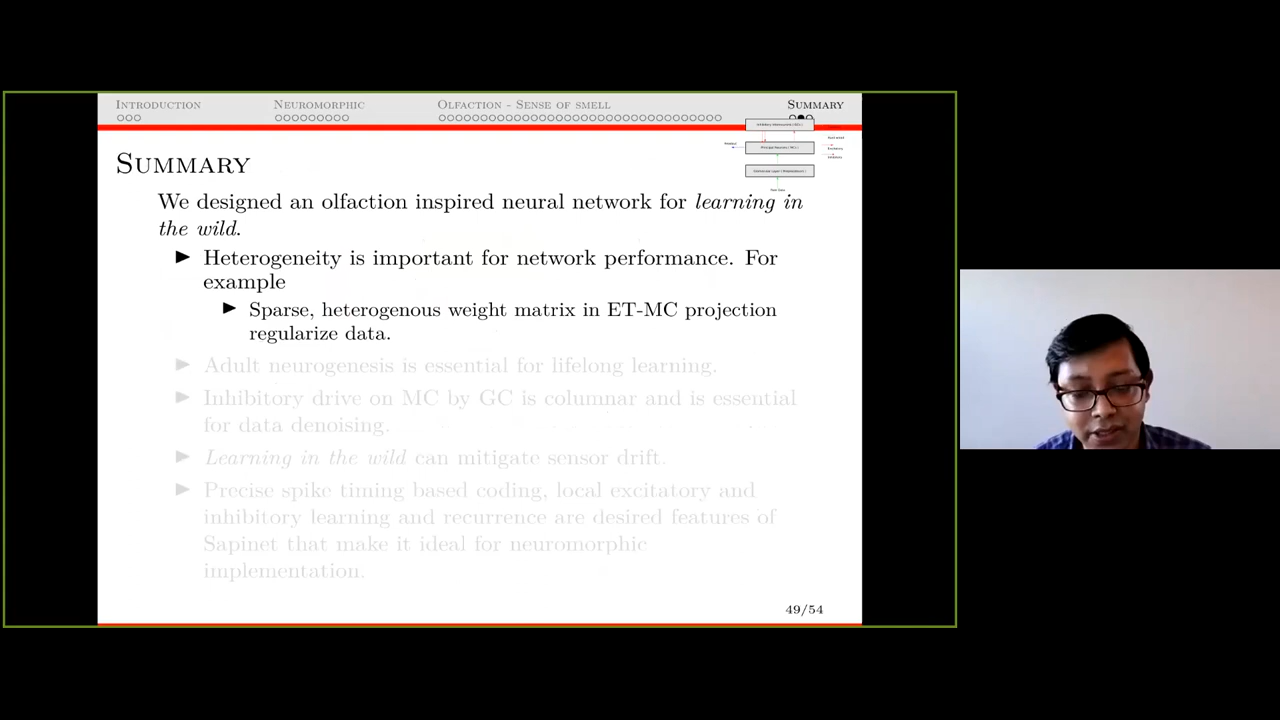 Introduction Neuromorphic Olfaction - Sense of smell Summary
Summary
We designed an olfaction inspired neural network for learning in
the wild.
► Heterogeneity is important for network performance. For
example
► Sparse, heterogenous weight matrix in ET-MC projection
regularize data.
► Adult neurogenesis is essential for lifelong learning.
► Inhibitory drive on MC by GC is columnar and is essential
for data denoising.
► Learning in the wild can mitigate sensor drift.
► Precise spike timing based coding, local excitatory and
inhibitory learning and recurrence are desired features of
Sapinet that make it ideal for neuromorphic
implementation.
49/54